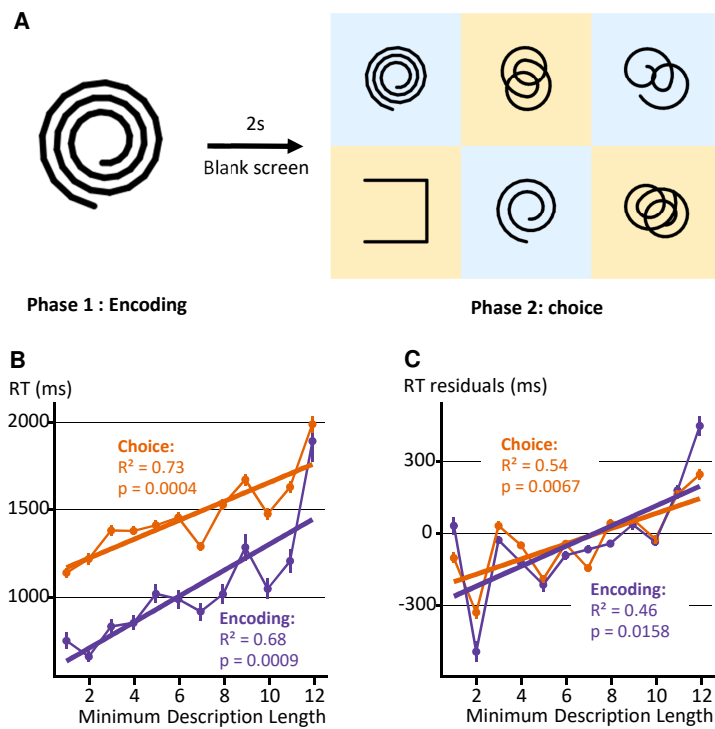 A
2s
Blank screen
Phase 1 : Encoding
Phase 2: choice
B
RT (ms)
2000
1500
1000
Choice:
R² = 0.73
p = 0.0004
Encoding:
R² = 0.68
p = 0.0009
2 4 6 8 10 12
Minimum Description Length
C
RT residuals (ms)
300
0
-300
Choice:
R² = 0.54
p = 0.0067
Encoding:
R² = 0.46
p = 0.0158
2 4 6 8 10 12
Minimum Description Length